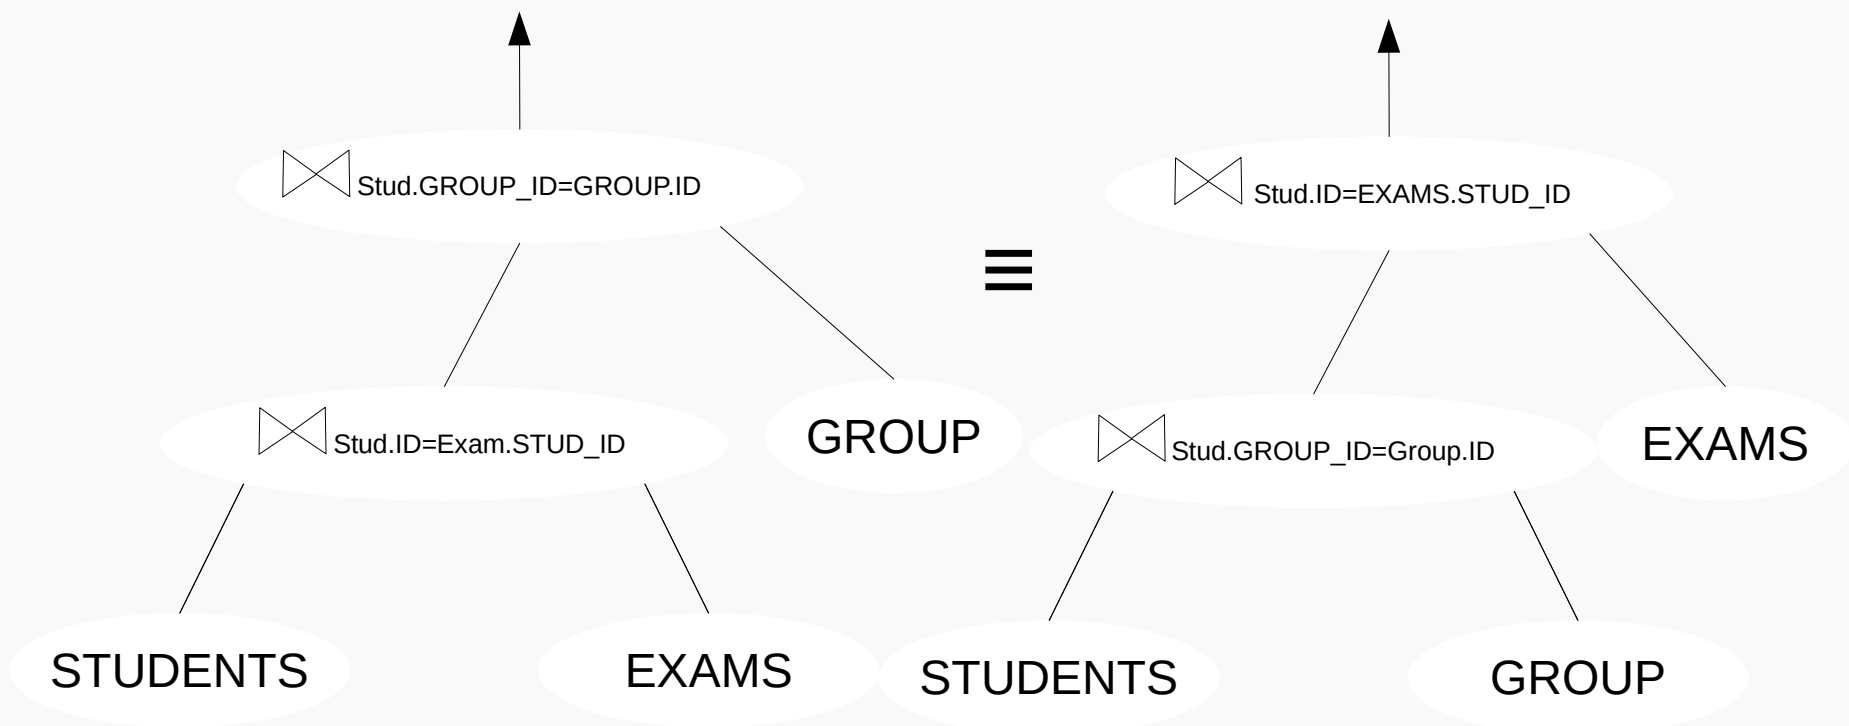 Stud.GROUP_ID=GROUP.ID
Stud.ID=Exam.STUD_ID
GROUP
STUDENTS
EXAMS
≡
Stud.ID=EXAMS.STUD_ID
Stud.GROUP_ID=Group.ID
EXAMS
STUDENTS
GROUP